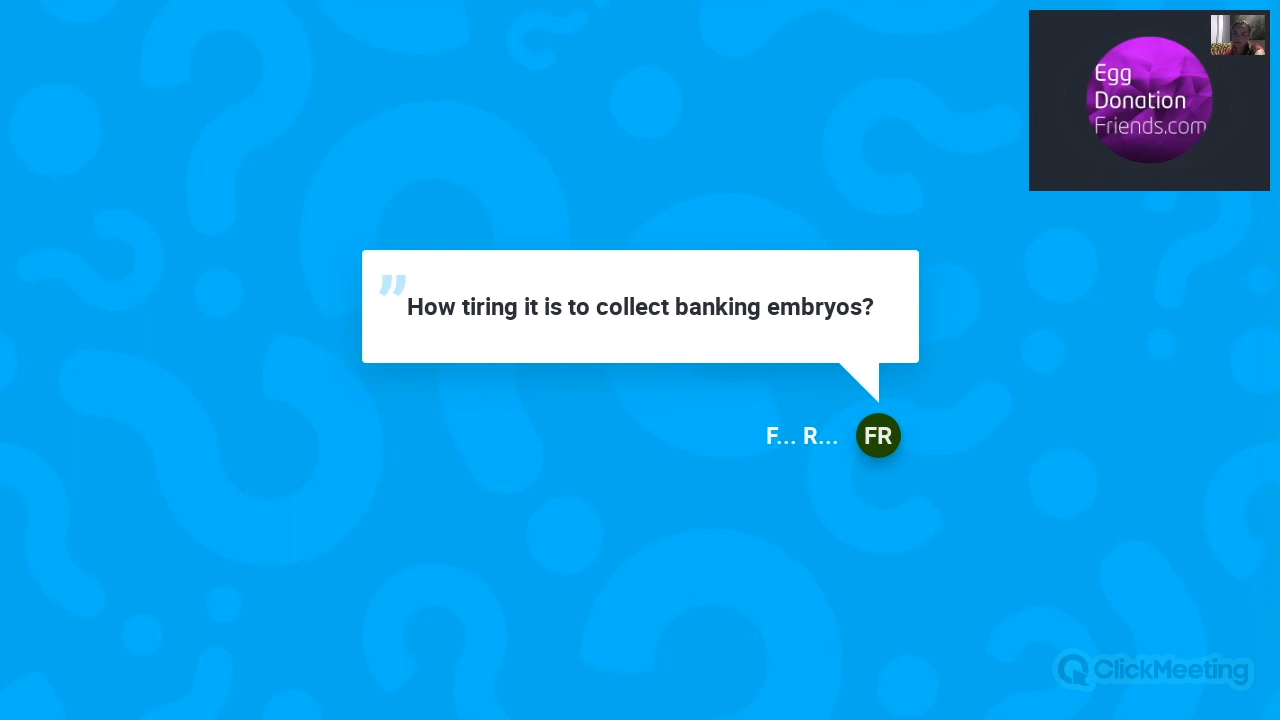 Egg
Donation
Friends.com
" How tiring it is to collect banking embryos?
F... R... FR
ClickMeeting